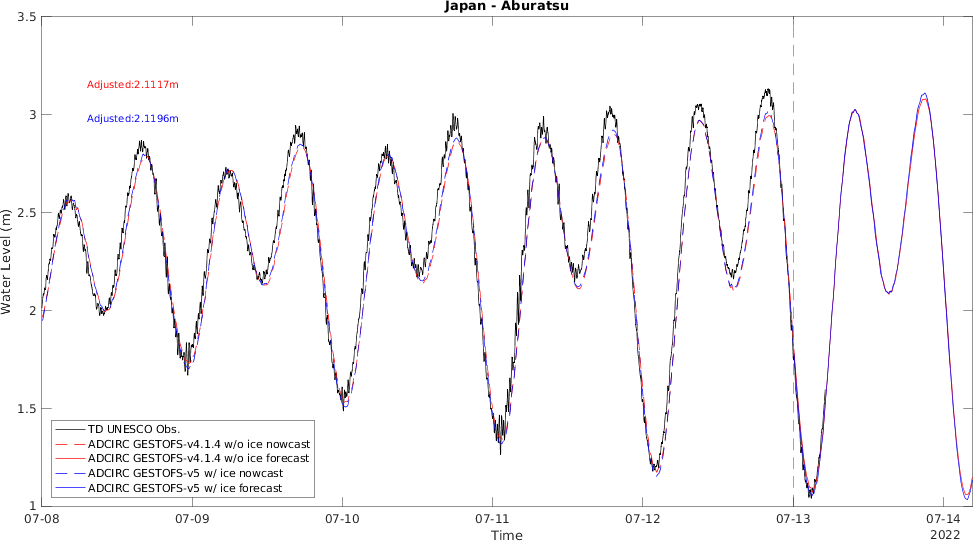 Japan - Aburatsu
3.5
3
2.5
2
1.5
1
Water Level (m)
Adjusted:2.1117m
Adjusted:2.1196m
TD UNESCO Obs.
ADCIRC GESTOFS-v4.1.4 w/o ice nowcast
ADCIRC GESTOFS-v4.1.4 w/o ice forecast
ADCIRC GESTOFS-v5 w/ ice nowcast
ADCIRC GESTOFS-v5 w/ ice forecast
07-08 07-09 07-10 07-11 07-12 07-13 07-14
Time
2022